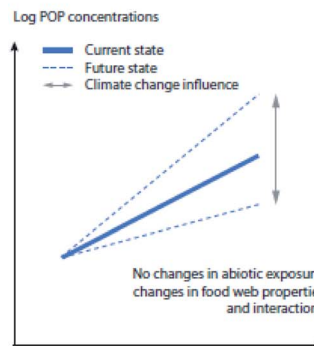 Log POP concentrations
Current state
Future state
Climate change influence
No changes in abiotic exposur
changes in food web propertie
and interaction